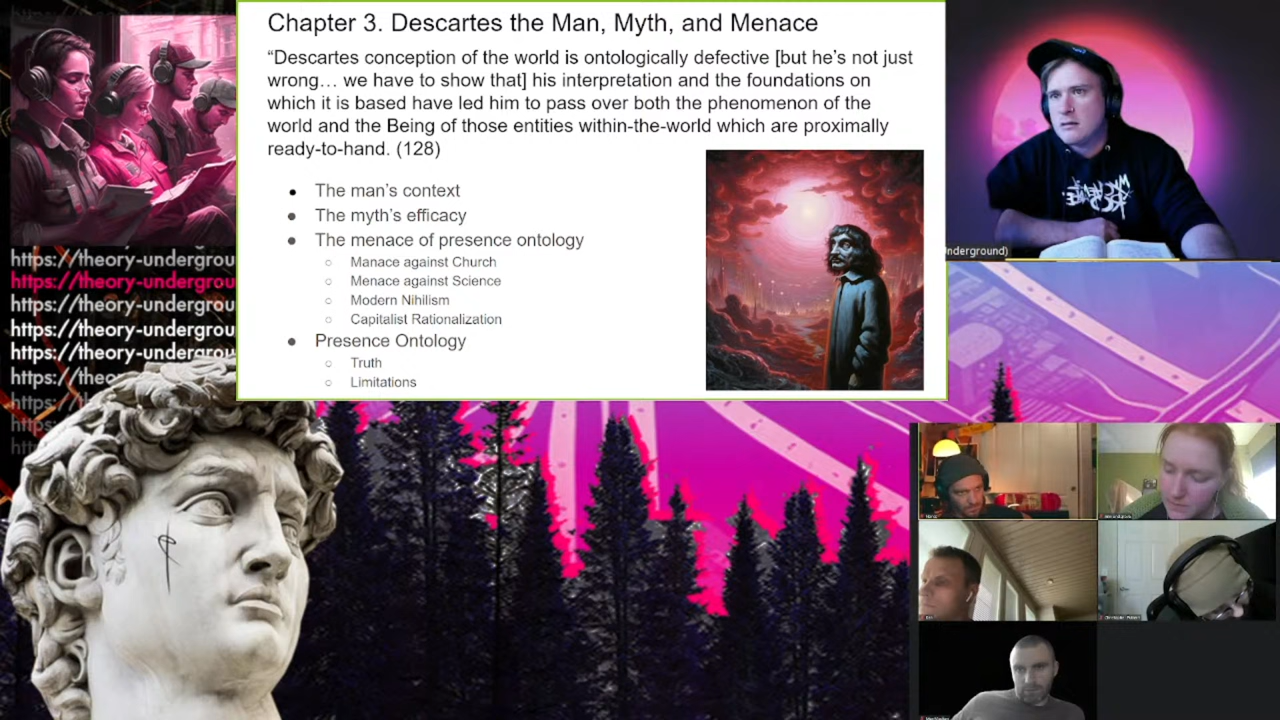 Chapter 3. Descartes the Man, Myth, and Menace
“Descartes conception of the world is ontologically defective [but he’s not just
wrong… we have to show that] his interpretation and the foundations on
which it is based have led him to pass over both the phenomenon of the
world and the Being of those entities within-the-world which are proximally
ready-to-hand. (128)
● The man’s context
● The myth’s efficacy
● The menace of presence ontology
○ Manace against Church
○ Menace against Science
○ Modern Nihilism
○ Capitalist Rationalization
● Presence Ontology
○ Truth
○ Limitations
nderground)
https://theory-undergrou
https://theory-undergrou
https://theory-undergrou
https://theory-undergrou
https://theory-undergrou
https://theo
https:/
https: